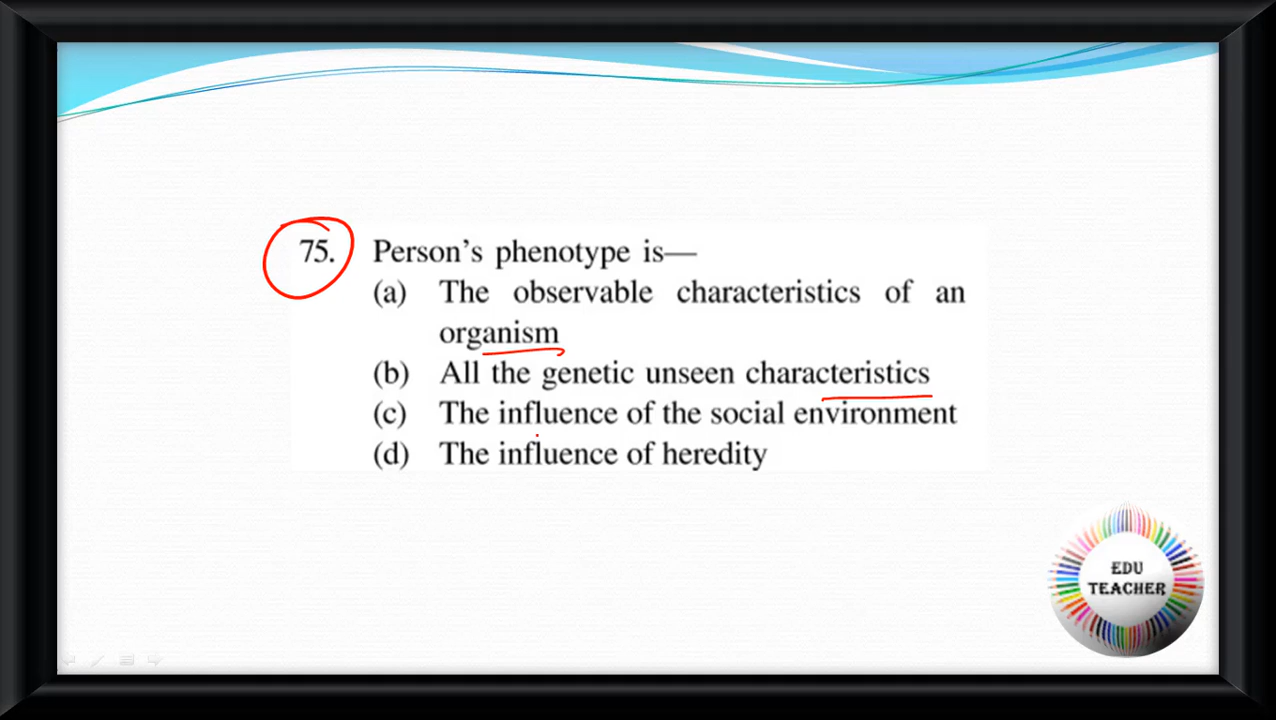 75. Person's phenotype is—
(a) The observable characteristics of an
organism
(b) All the genetic unseen characteristics
(c) The influence of the social environment
(d) The influence of heredity
EDU
TEACHER